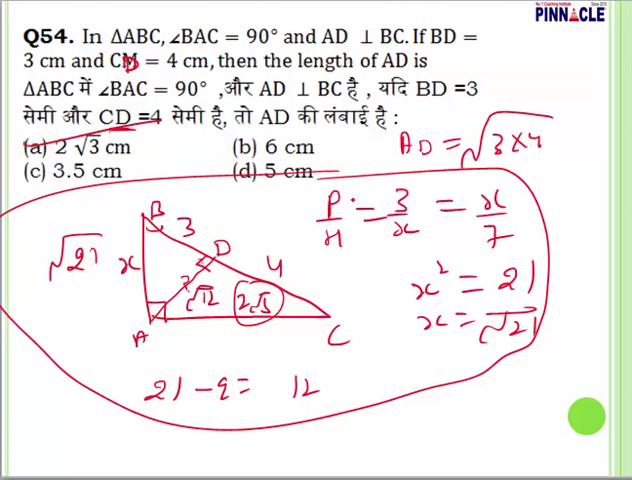 PINNACLE
Q54. In ΔABC, ∠BAC = 90° and AD ⊥ BC. If BD =
3 cm and CD = 4 cm, then the length of AD is
ΔABC में ∠BAC = 90° ,और AD ⊥ BC है , यदि BD =3
सेमी और CD =4 सेमी है, तो AD की लंबाई है :
(a) 2 √3 cm (b) 6 cm
(c) 3.5 cm (d) 5 cm
AD = √3×4
P/H = 3/x = x/7
x² = 21
x = √21
B
3
D
√21 x
4
√12 2√3
A
C
21 - 9 = 12